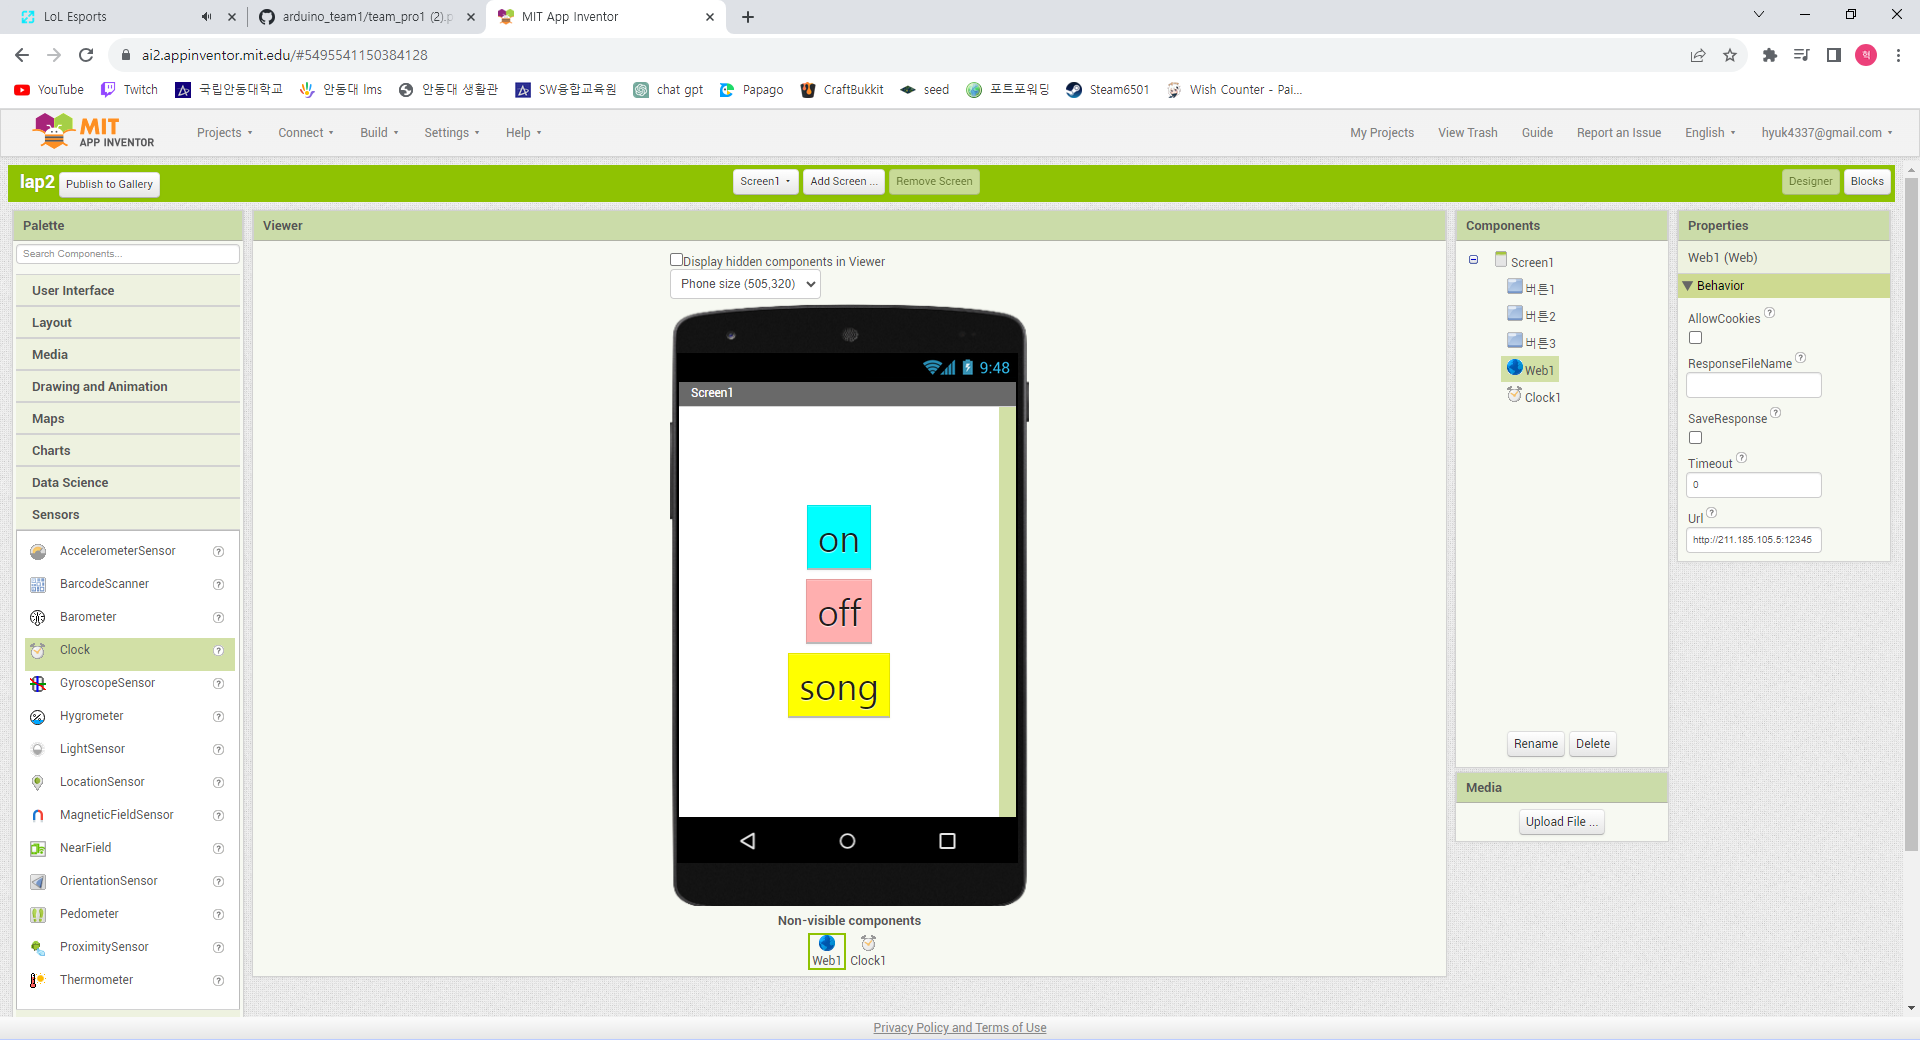 LoL Esports
arduino_team1/team_pro1 (2).p
MIT App Inventor
ai2.appinventor.mit.edu/#5495541150384128
혁
YouTube
Twitch
국립안동대학교
안동대 lms
안동대 생활관
SW융합교육원
chat gpt
Papago
CraftBukkit
seed
포트포워딩
Steam6501
Wish Counter - Pai...
MIT
APP INVENTOR
Projects
Connect
Build
Settings
Help
My Projects
View Trash
Guide
Report an Issue
English
hyuk4337@gmail.com
lap2
Publish to Gallery
Screen1
Add Screen ...
Remove Screen
Designer
Blocks
Palette
Search Components...
User Interface
Layout
Media
Drawing and Animation
Maps
Charts
Data Science
Sensors
AccelerometerSensor
BarcodeScanner
Barometer
Clock
GyroscopeSensor
Hygrometer
LightSensor
LocationSensor
MagneticFieldSensor
NearField
OrientationSensor
Pedometer
ProximitySensor
Thermometer
Viewer
Display hidden components in Viewer
Phone size (505,320)
9:48
Screen1
on
off
song
Non-visible components
Web1
Clock1
Components
Screen1
버튼1
버튼2
버튼3
Web1
Clock1
Rename
Delete
Media
Upload File ...
Properties
Web1 (Web)
Behavior
AllowCookies
ResponseFileName
SaveResponse
Timeout
0
Url
http://211.185.105.5:12345
Privacy Policy and Terms of Use